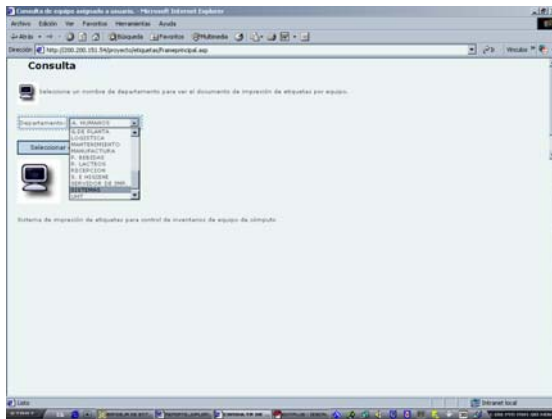 Consulta de equipo asignado a usuario. - Microsoft Internet Explorer
Archivo Edición Ver Favoritos Herramientas Ayuda
Atrás Búsqueda Favoritos Multimedia
Dirección http://200.200.151.54/proyecto/etiquetas/frameprincipal.asp Vínculos
Consulta
Seleccione un nombre de departamento para ver el documento de impresión de etiquetas por equipo.
Departamento: A. HUMANOS
G.DE PLANTA
LOGISTICA
MANTENIMIENTO
MANUFACTURA
P. BEBIDAS
P. LACTEOS
RECEPCION
S. E HIGIENE
SERVIDOR DE IMP.
SISTEMAS
Seleccionar
Sistema de impresión de etiquetas para control de inventarios de equipo de cómputo
Listo Intranet local